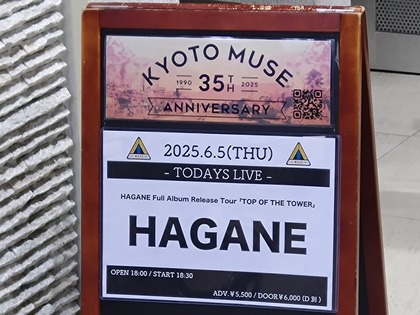 KYOTO MUSE
1990 35TH 2025
ANNIVERSARY
2025.6.5(THU)
- TODAYS LIVE -
HAGANE Full Album Release Tour「TOP OF THE TOWER」
HAGANE
OPEN 18:00 / START 18:30
ADV.¥5,500 / DOOR¥6,000 (D別)